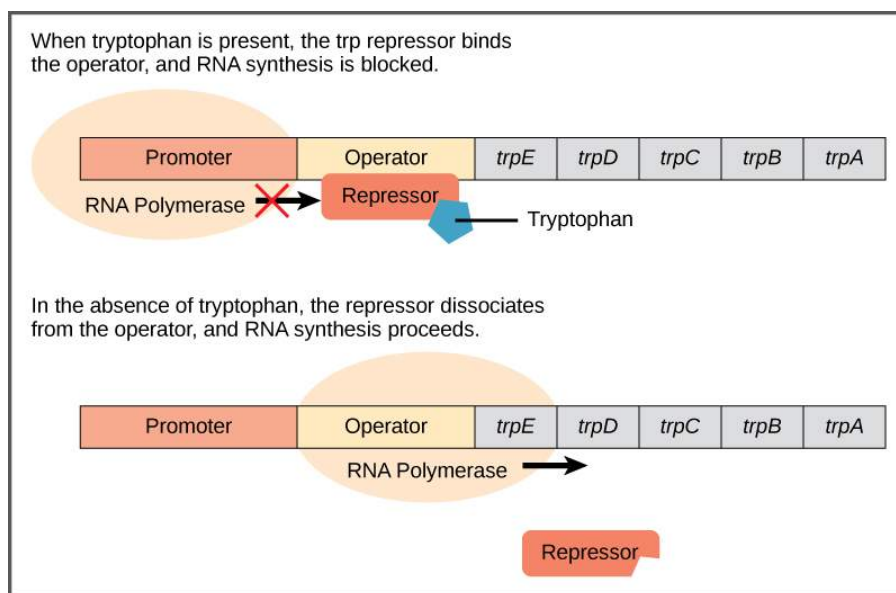 When tryptophan is present, the trp repressor binds
the operator, and RNA synthesis is blocked.
Promoter Operator trpE trpD trpC trpB trpA
RNA Polymerase Repressor
Tryptophan
In the absence of tryptophan, the repressor dissociates
from the operator, and RNA synthesis proceeds.
Promoter Operator trpE trpD trpC trpB trpA
RNA Polymerase
Repressor